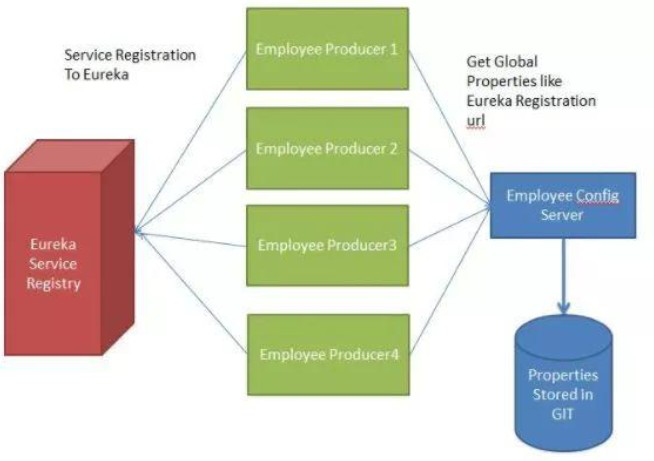 Service Registration
To Eureka
Employee Producer 1
Get Global
Properties like
Eureka Registration
url
Employee Producer 2
Employee Config
Server
Eureka
Service
Registry
Employee Producer3
Employee Producer4
Properties
Stored in
GIT